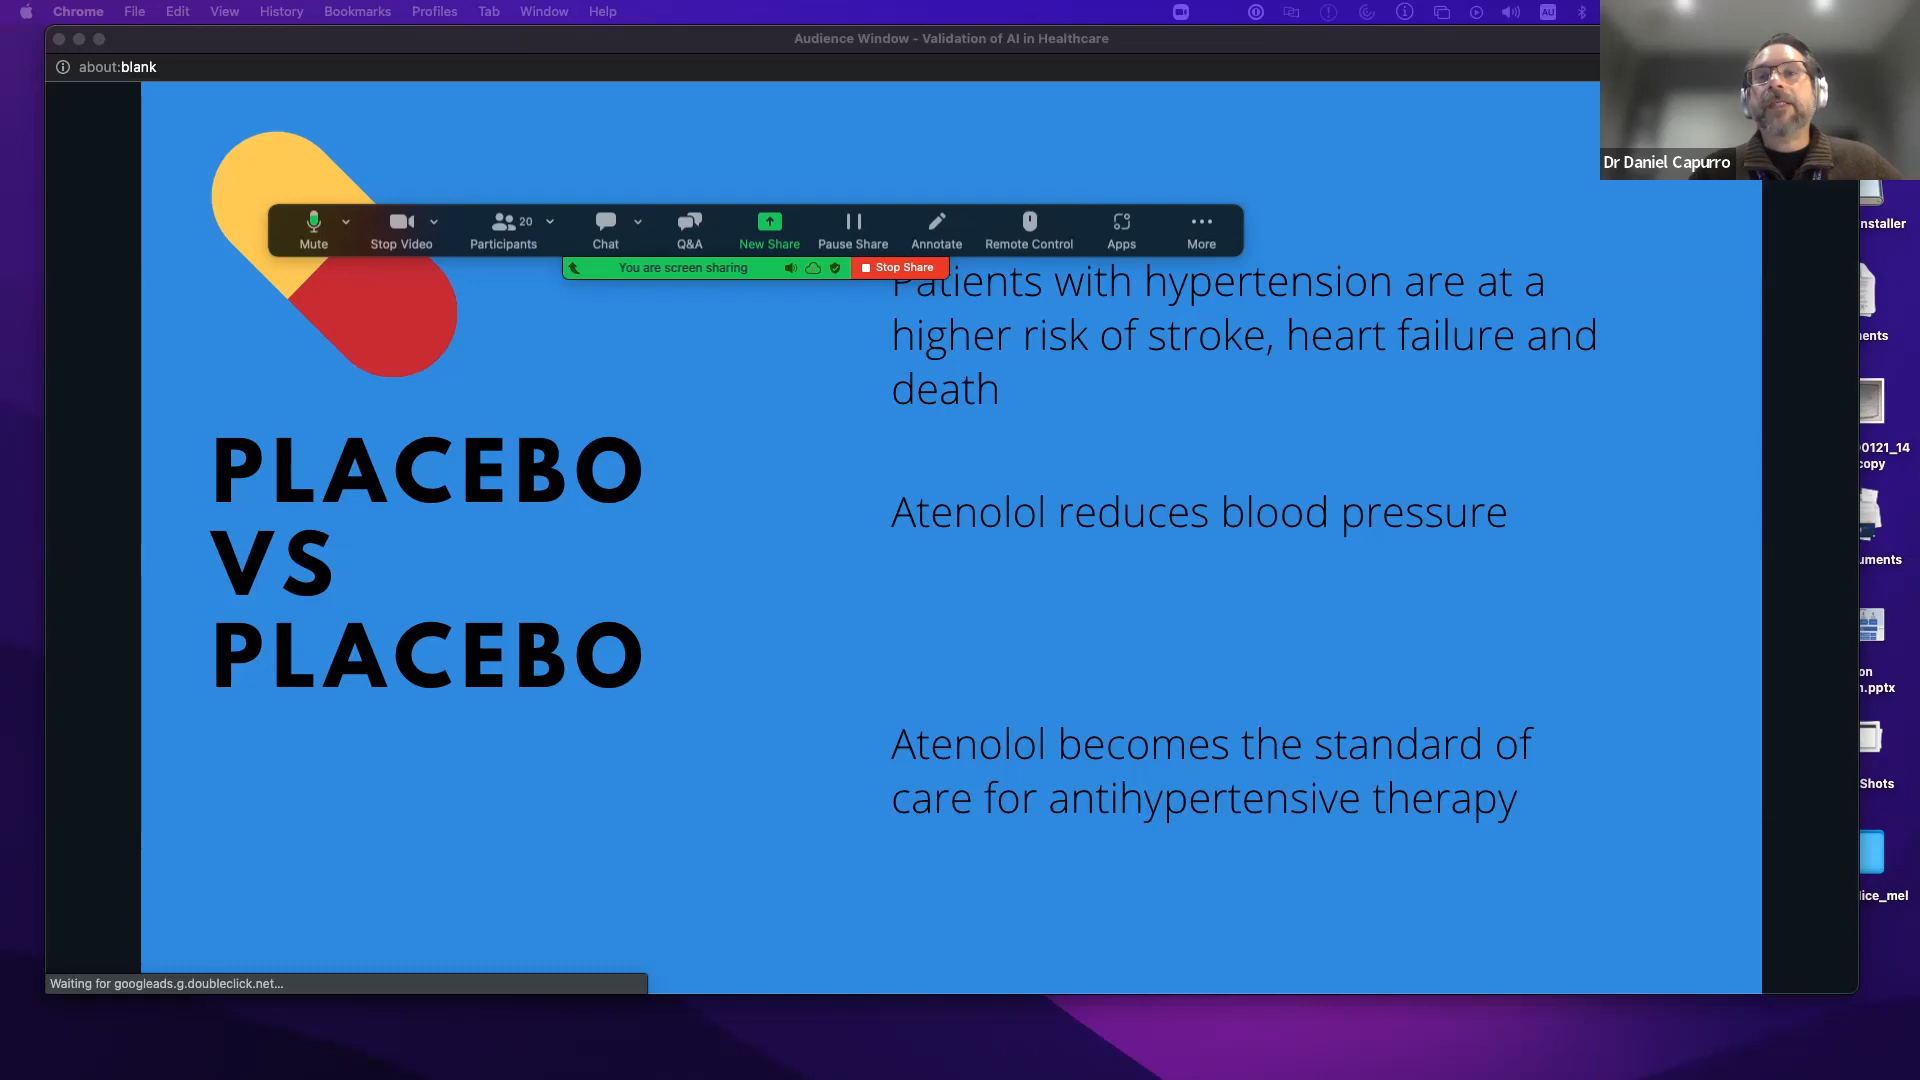 Chrome File Edit View History Bookmarks Profiles Tab Window Help
AU
Audience Window - Validation of AI in Healthcare
about:blank
Dr Daniel Capurro
20
Mute Stop Video Participants Chat Q&A New Share Pause Share Annotate Remote Control Apps More
You are screen sharing Stop Share
Patients with hypertension are at a
higher risk of stroke, heart failure and
death
PLACEBO
VS
PLACEBO
Atenolol reduces blood pressure
Atenolol becomes the standard of
care for antihypertensive therapy
nstaller
ents
0121_14
copy
uments
on
n.pptx
Shots
lice_mel
Waiting for googleads.g.doubleclick.net...